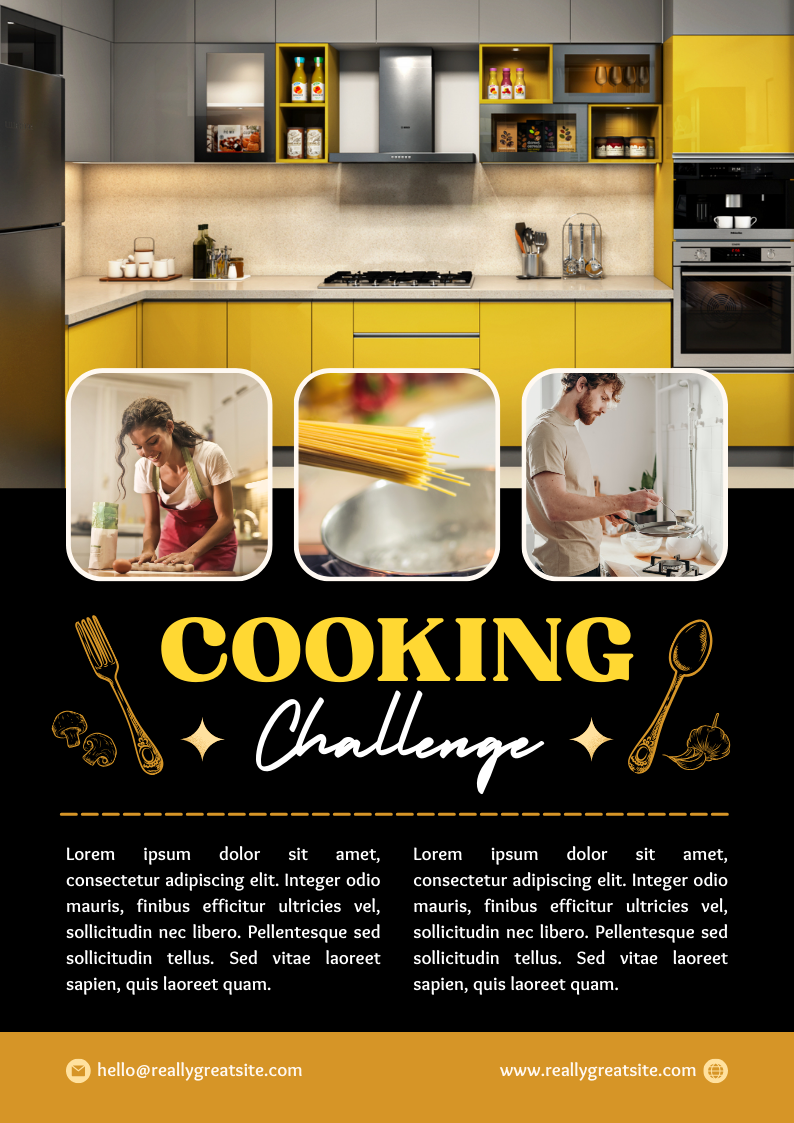 COOKING
Challenge
Lorem ipsum dolor sit amet,
consectetur adipiscing elit. Integer odio
mauris, finibus efficitur ultricies vel,
sollicitudin nec libero. Pellentesque sed
sollicitudin tellus. Sed vitae laoreet
sapien, quis laoreet quam.
Lorem ipsum dolor sit amet,
consectetur adipiscing elit. Integer odio
mauris, finibus efficitur ultricies vel,
sollicitudin nec libero. Pellentesque sed
sollicitudin tellus. Sed vitae laoreet
sapien, quis laoreet quam.
hello@reallygreatsite.com
www.reallygreatsite.com